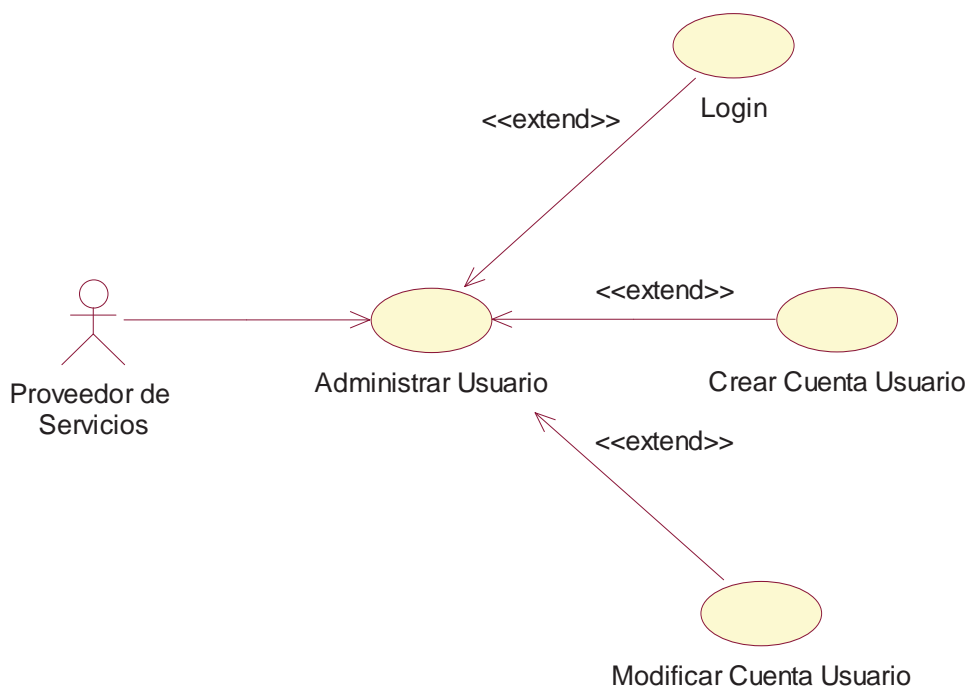 Login
<<extend>>
<<extend>>
Proveedor de
Servicios
Administrar Usuario
Crear Cuenta Usuario
<<extend>>
Modificar Cuenta Usuario